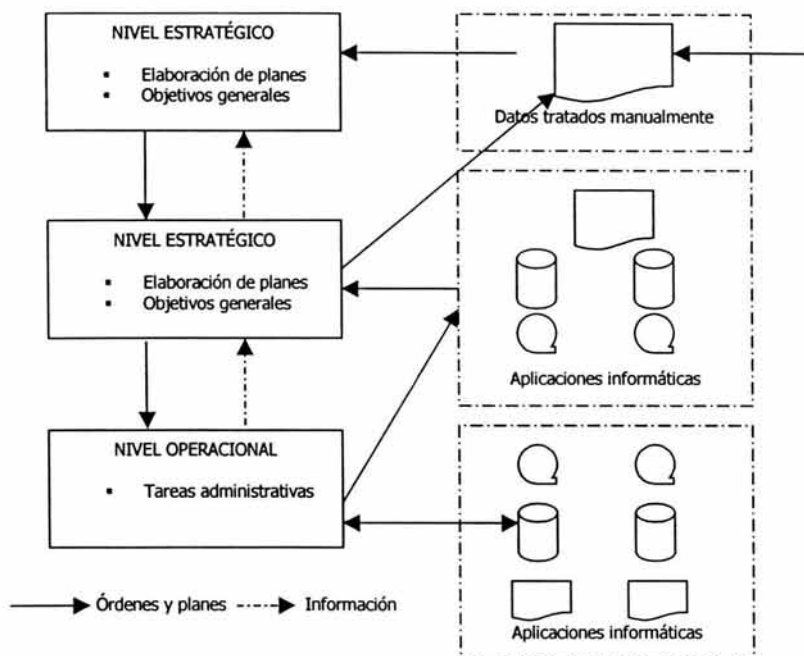 NIVEL ESTRATÉGICO
▪ Elaboración de planes
▪ Objetivos generales
Datos tratados manualmente
NIVEL ESTRATÉGICO
▪ Elaboración de planes
▪ Objetivos generales
Aplicaciones informáticas
NIVEL OPERACIONAL
▪ Tareas administrativas
Órdenes y planes
Información
Aplicaciones informáticas